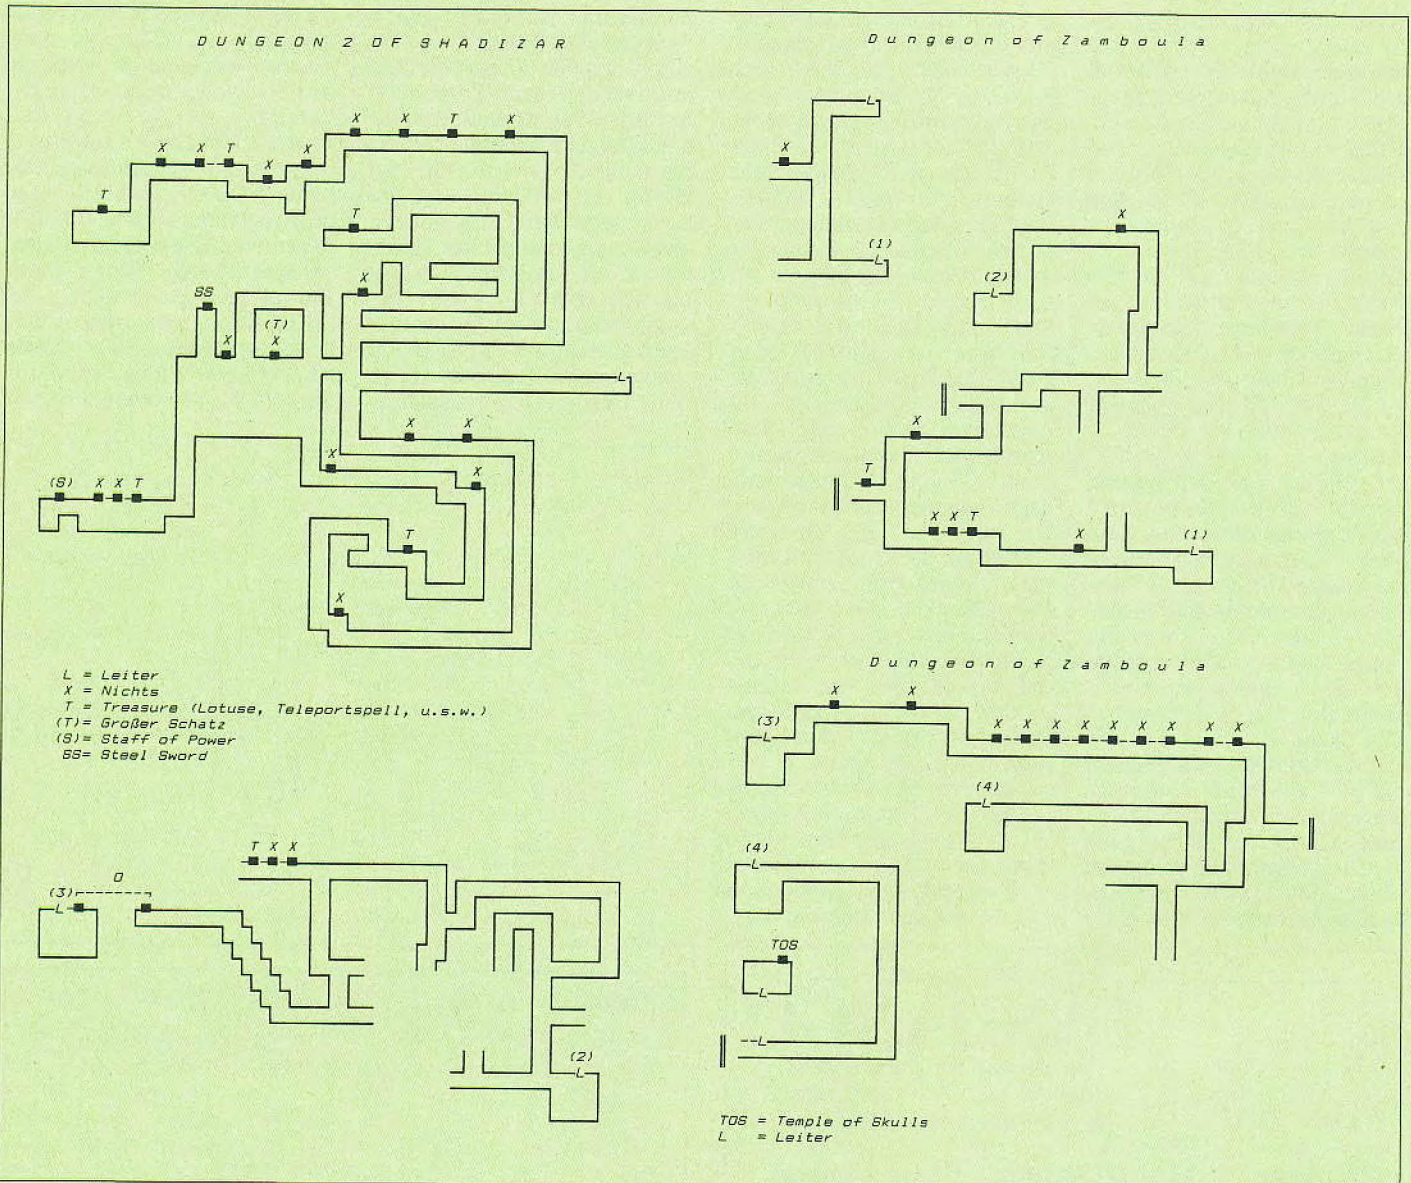 DUNGEON 2 OF SHADIZAR
X X T X
X X T X X
T
T
X
SS
X
(T)
X
L
X X
X
X
(S) X X T
T
X
L = Leiter
X = Nichts
T = Treasure (Lotuse, Teleportspell, u.s.w.)
(T)= Großer Schatz
(S)= Staff of Power
SS= Steel Sword
Dungeon of Zamboula
L
X
(1)
L
X
(2)
L
X
T
X X T
X
(1)
L
T X X
O
(3)
L
(2)
L
Dungeon of Zamboula
X X
(3)
L
X X X X X X X X X
(4)
L
(4)
L
TOS
L
L
TOS = Temple of Skulls
L = Leiter